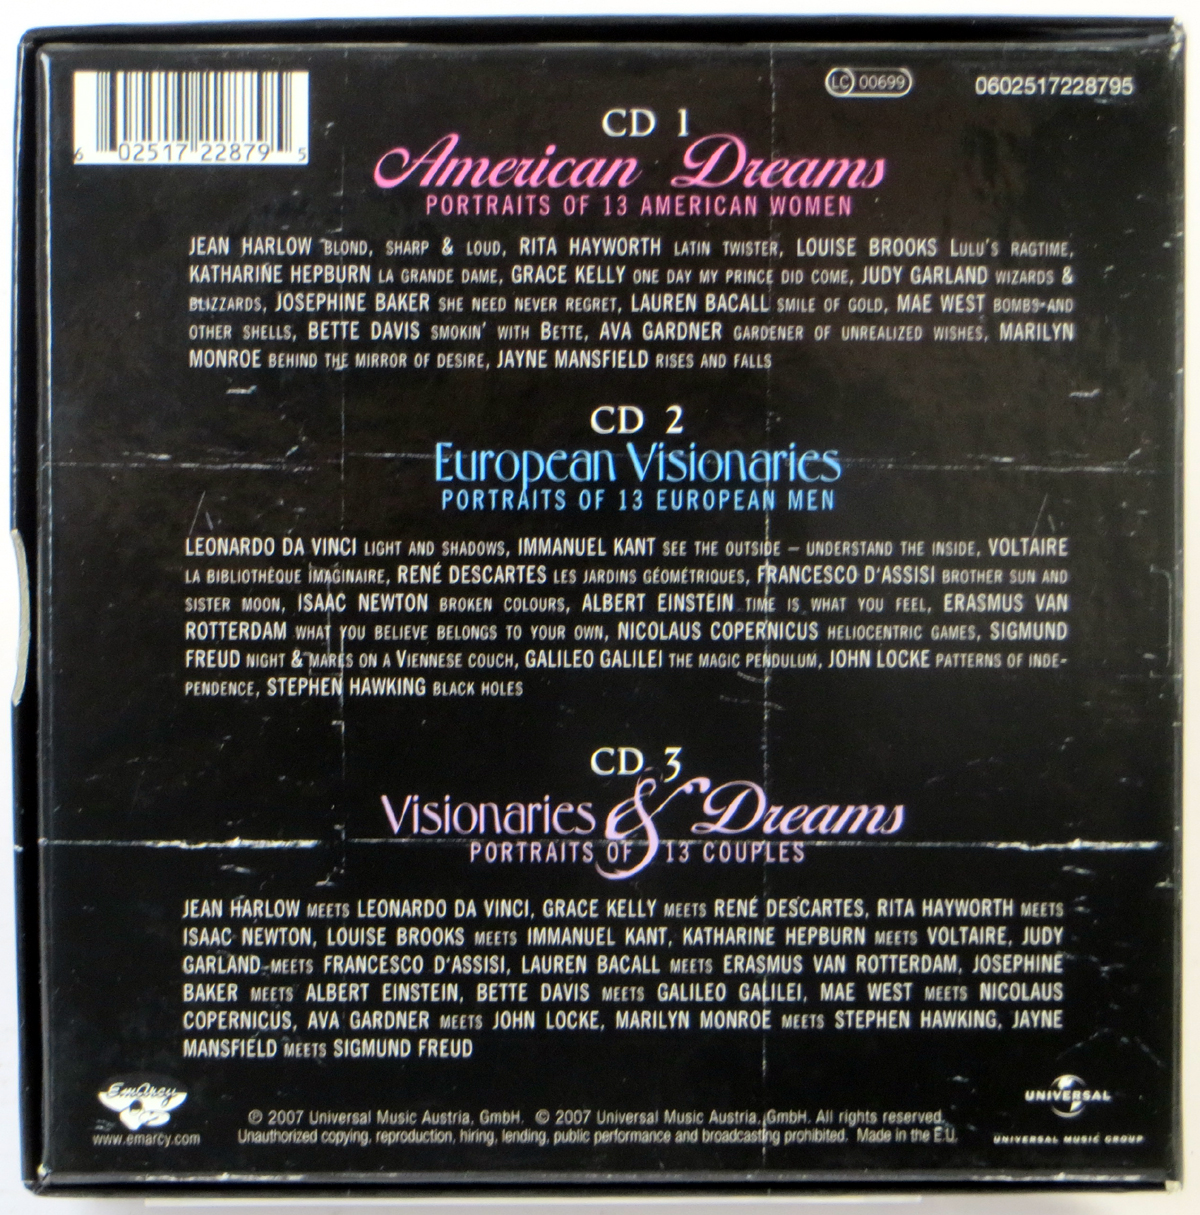 6 02517 22879 5
LC 00699
0602517228795
CD 1
American Dreams
PORTRAITS OF 13 AMERICAN WOMEN
JEAN HARLOW BLOND, SHARP & LOUD, RITA HAYWORTH LATIN TWISTER, LOUISE BROOKS LULU'S RAGTIME,
KATHARINE HEPBURN LA GRANDE DAME, GRACE KELLY ONE DAY MY PRINCE DID COME, JUDY GARLAND WIZARDS &
BLIZZARDS, JOSEPHINE BAKER SHE NEED NEVER REGRET, LAUREN BACALL SMILE OF GOLD, MAE WEST BOMBS AND
OTHER SHELLS, BETTE DAVIS SMOKIN' WITH BETTE, AVA GARDNER GARDENER OF UNREALIZED WISHES, MARILYN
MONROE BEHIND THE MIRROR OF DESIRE, JAYNE MANSFIELD RISES AND FALLS
CD 2
European Visionaries
PORTRAITS OF 13 EUROPEAN MEN
LEONARDO DA VINCI LIGHT AND SHADOWS, IMMANUEL KANT SEE THE OUTSIDE – UNDERSTAND THE INSIDE, VOLTAIRE
LA BIBLIOTHÈQUE IMAGINAIRE, RENÉ DESCARTES LES JARDINS GÉOMÉTRIQUES, FRANCESCO D'ASSISI BROTHER SUN AND
SISTER MOON, ISAAC NEWTON BROKEN COLOURS, ALBERT EINSTEIN TIME IS WHAT YOU FEEL, ERASMUS VAN
ROTTERDAM WHAT YOU BELIEVE BELONGS TO YOUR OWN, NICOLAUS COPERNICUS HELIOCENTRIC GAMES, SIGMUND
FREUD NIGHT & MARES ON A VIENNESE COUCH, GALILEO GALILEI THE MAGIC PENDULUM, JOHN LOCKE PATTERNS OF INDE-
PENDENCE, STEPHEN HAWKING BLACK HOLES
CD 3
Visionaries & Dreams
PORTRAITS OF 13 COUPLES
JEAN HARLOW MEETS LEONARDO DA VINCI, GRACE KELLY MEETS RENÉ DESCARTES, RITA HAYWORTH MEETS
ISAAC NEWTON, LOUISE BROOKS MEETS IMMANUEL KANT, KATHARINE HEPBURN MEETS VOLTAIRE, JUDY
GARLAND MEETS FRANCESCO D'ASSISI, LAUREN BACALL MEETS ERASMUS VAN ROTTERDAM, JOSEPHINE
BAKER MEETS ALBERT EINSTEIN, BETTE DAVIS MEETS GALILEO GALILEI, MAE WEST MEETS NICOLAUS
COPERNICUS, AVA GARDNER MEETS JOHN LOCKE, MARILYN MONROE MEETS STEPHEN HAWKING, JAYNE
MANSFIELD MEETS SIGMUND FREUD
EmArcy
www.emarcy.com
℗ 2007 Universal Music Austria, GmbH. © 2007 Universal Music Austria, GmbH. All rights reserved.
Unauthorized copying, reproduction, hiring, lending, public performance and broadcasting prohibited. Made in the E.U.
UNIVERSAL
UNIVERSAL MUSIC GROUP